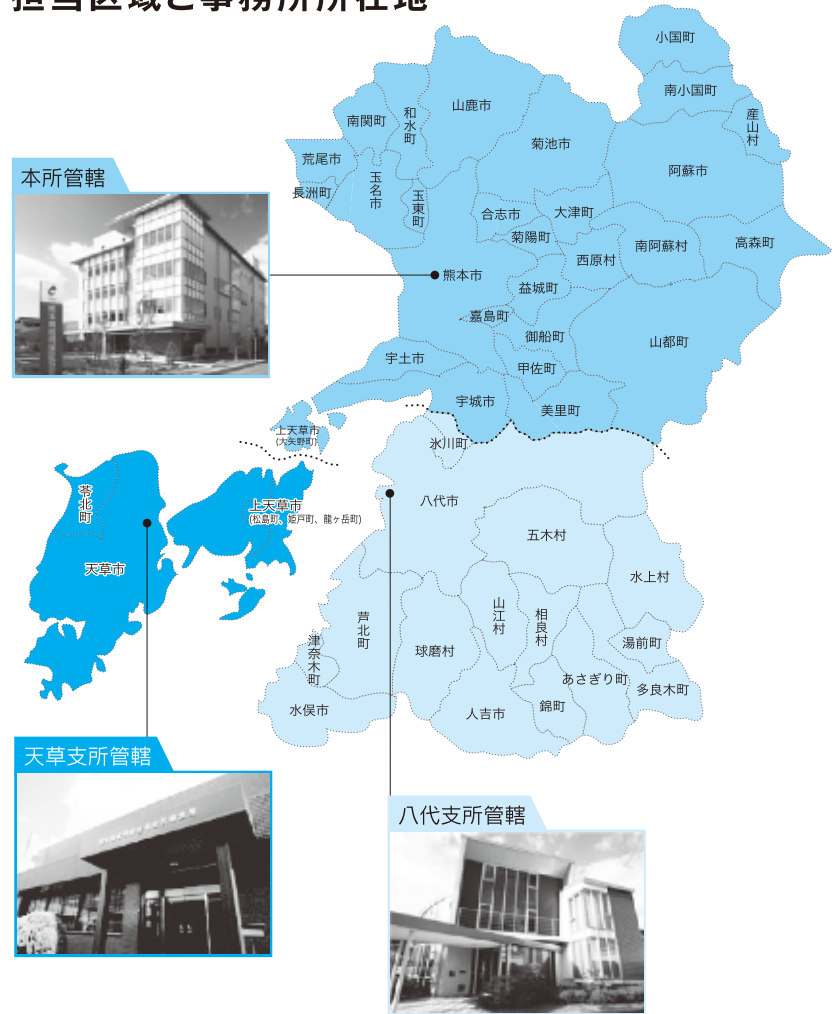 担当区域と事務所所在地
小国町
南小国町
産山村
山鹿市
和水町
南関町
菊池市
荒尾市
阿蘇市
長洲町
玉名市
玉東町
合志市
大津町
菊陽町
西原村
南阿蘇村
高森町
熊本市
益城町
嘉島町
御船町
山都町
宇土市
甲佐町
宇城市
美里町
本所管轄
上天草市
(大矢野町)
氷川町
苓北町
上天草市
(松島町、姫戸町、龍ヶ岳町)
天草市
八代市
五木村
水上村
山江村
相良村
芦北町
湯前町
津奈木町
球磨村
あさぎり町
多良木町
水俣市
人吉市
錦町
天草支所管轄
八代支所管轄